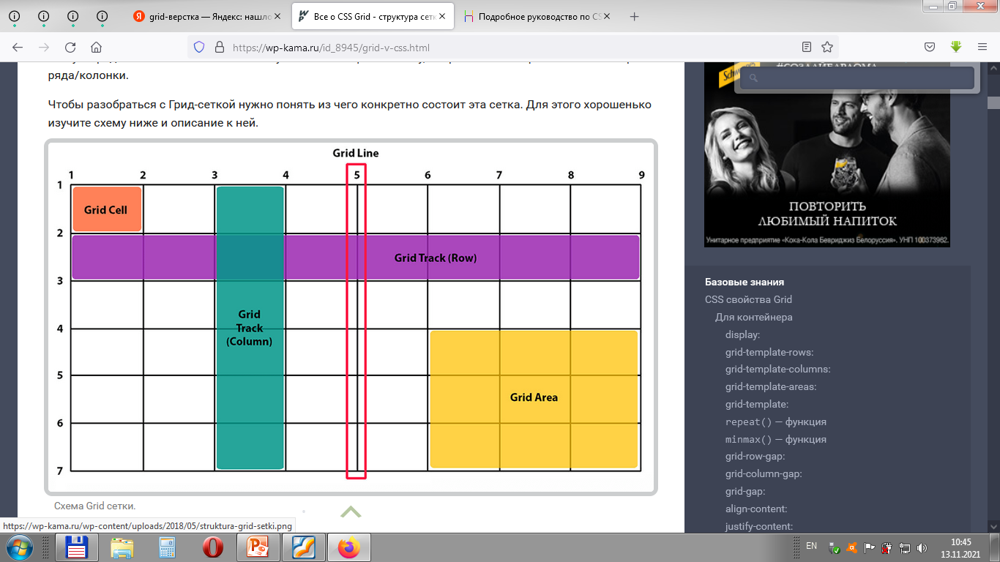 grid-верстка — Яндекс: нашло
Все о CSS Grid - структура сетк
Подробное руководство по CS
https://wp-kama.ru/id_8945/grid-v-css.html
ряда/колонки.
Чтобы разобраться с Грид-сеткой нужно понять из чего конкретно состоит эта сетка. Для этого хорошенько
изучите схему ниже и описание к ней.
Grid Line
1 2 3 4 5 6 7 8 9
1
Grid Cell
2
Grid Track (Row)
3
Grid
Track
(Column)
4
5
Grid Area
6
7
Схема Grid сетки.
https://wp-kama.ru/wp-content/uploads/2018/05/struktura-grid-setki.png
ПОВТОРИТЬ
ЛЮБИМЫЙ НАПИТОК
Унитарное предприятие «Кока-Кола Бевриджиз Белоруссия». УНП 100373962.
Базовые знания
CSS свойства Grid
Для контейнера
display:
grid-template-rows:
grid-template-columns:
grid-template-areas:
grid-template:
repeat() — функция
minmax() — функция
grid-row-gap:
grid-column-gap:
grid-gap:
align-content:
justify-content:
EN
10:45
13.11.2021